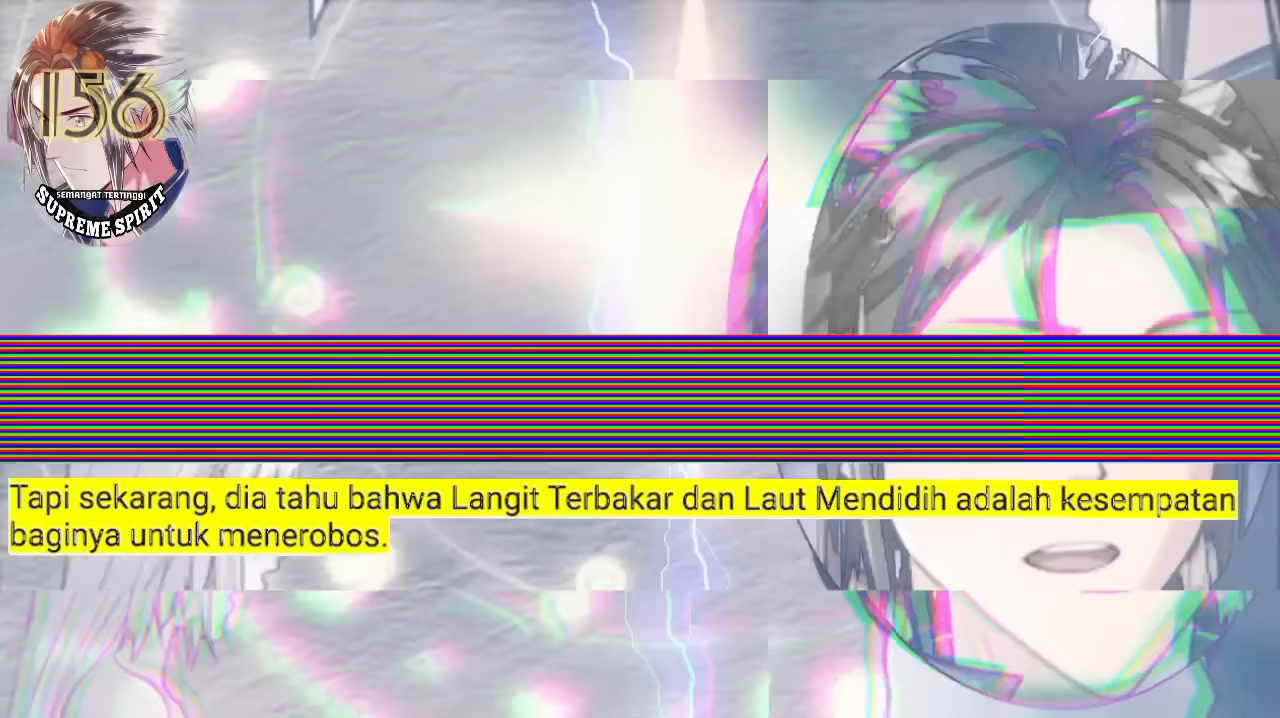 156
SEMANGAT TERTINGGI
SUPREME SPIRIT
Tapi sekarang, dia tahu bahwa Langit Terbakar dan Laut Mendidih adalah kesempatan
baginya untuk menerobos.